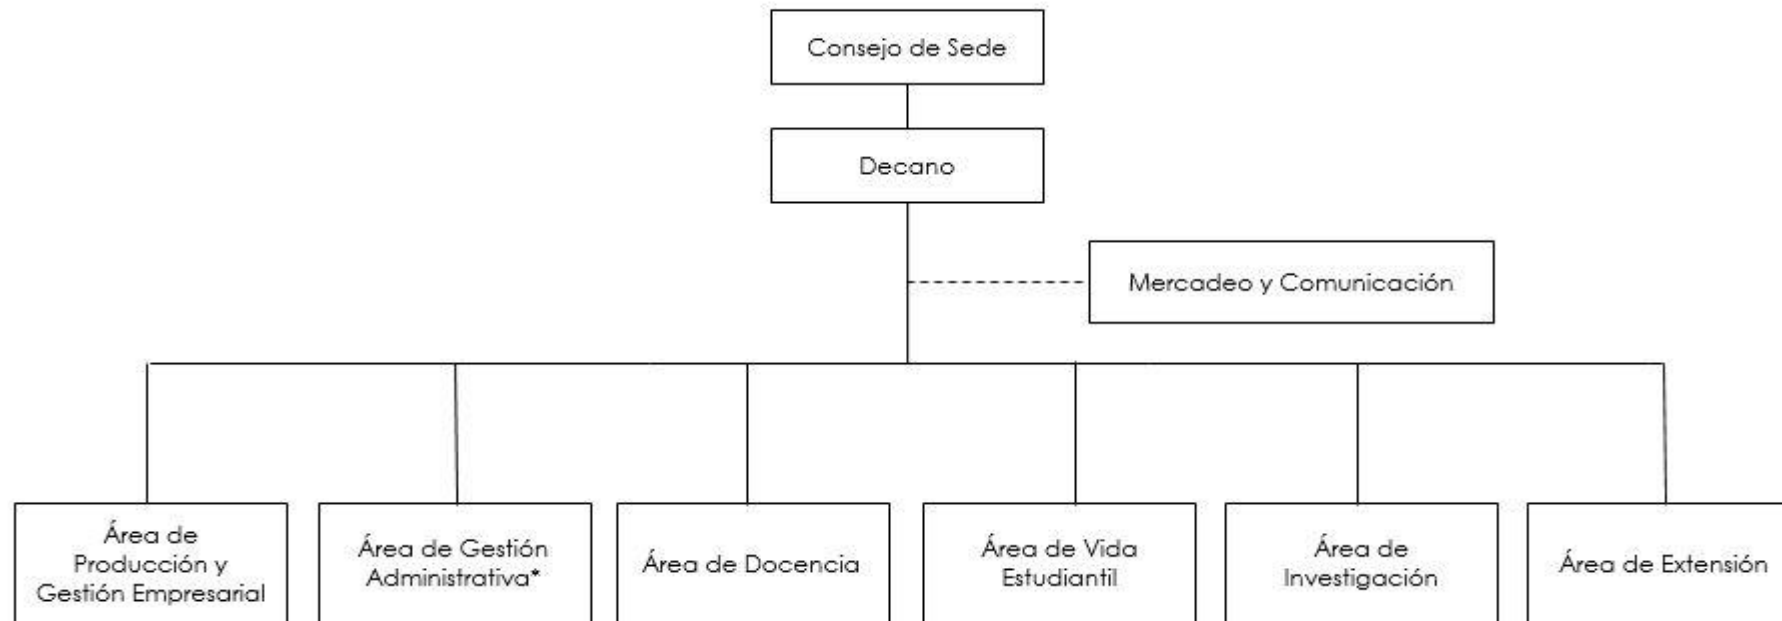 Consejo de Sede
Decano
Mercadeo y Comunicación
Área de
Producción y
Gestión Empresarial
Área de Gestión
Administrativa*
Área de Docencia
Área de Vida
Estudiantil
Área de
Investigación
Área de Extensión